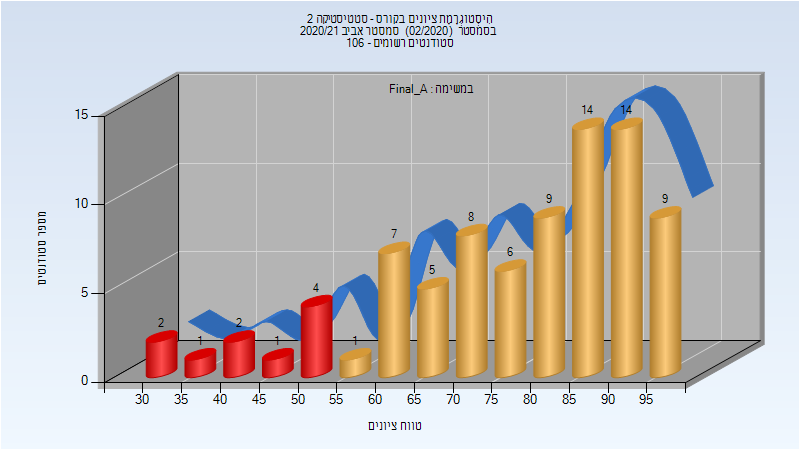 היסטוגרמת ציונים בקורס - סטטיסטיקה 2
בסמסטר (02/2020) סמסטר אביב 2020/21
סטודנטים רשומים - 106
במשימה : Final_A
15
10
5
0
מספר סטודנטים
2 1 2 1 4 1 7 5 8 6 9 14 14 9
30 35 40 45 50 55 60 65 70 75 80 85 90 95
טווח ציונים